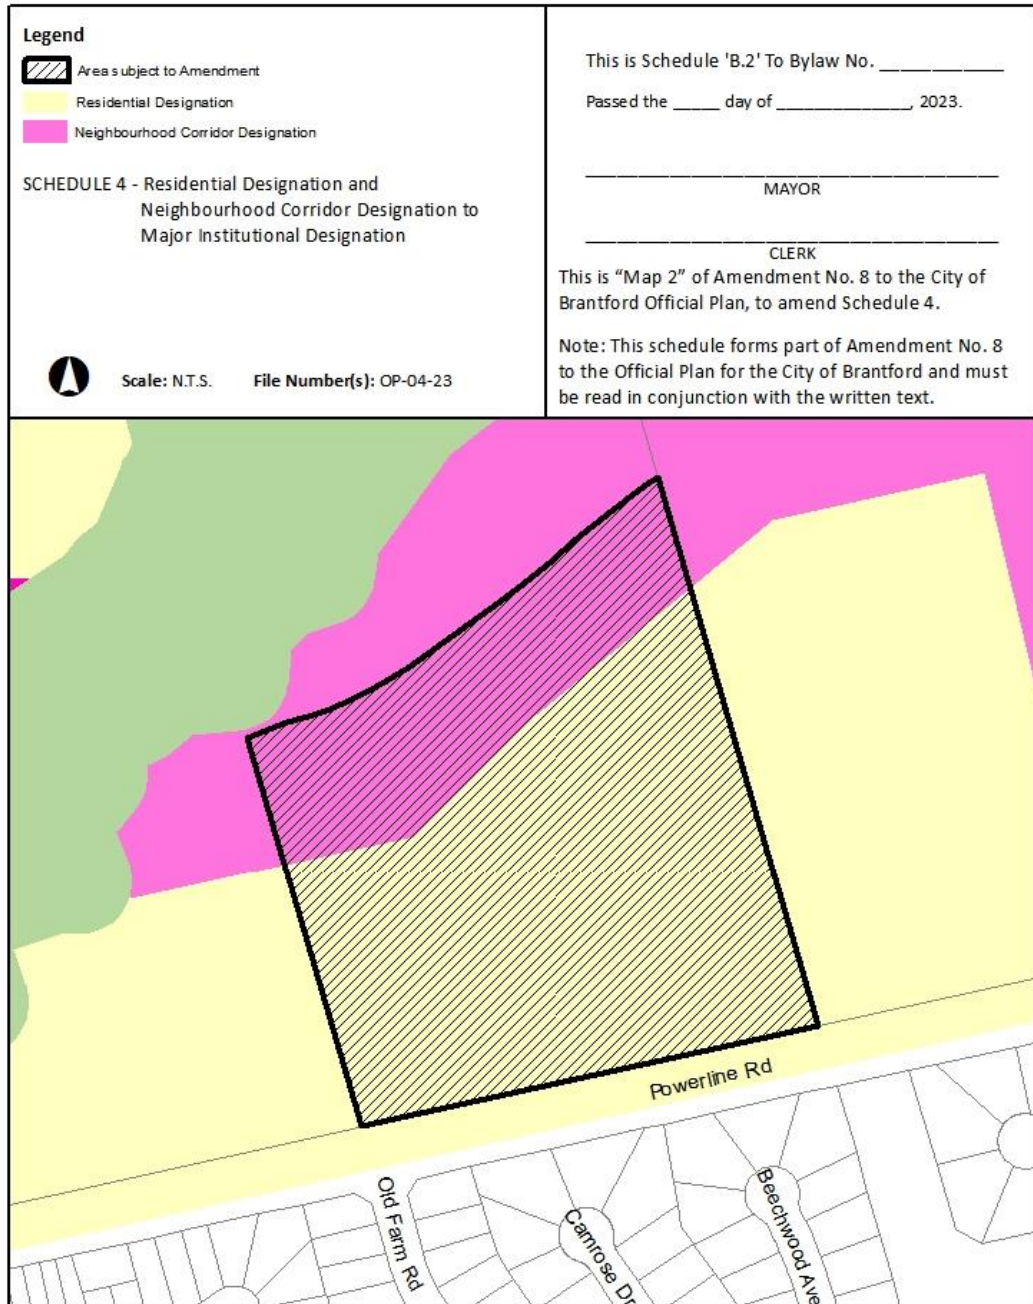 Legend
Area subject to Amendment
Residential Designation
Neighbourhood Corridor Designation
SCHEDULE 4 - Residential Designation and
Neighbourhood Corridor Designation to
Major Institutional Designation
Scale: N.T.S. File Number(s): OP-04-23
This is Schedule 'B.2' To Bylaw No. ____________
Passed the _____ day of _____________, 2023.
MAYOR
CLERK
This is “Map 2” of Amendment No. 8 to the City of
Brantford Official Plan, to amend Schedule 4.
Note: This schedule forms part of Amendment No. 8
to the Official Plan for the City of Brantford and must
be read in conjunction with the written text.
Powerline Rd
Old Farm Rd
Camrose Dr
Beechwood Ave